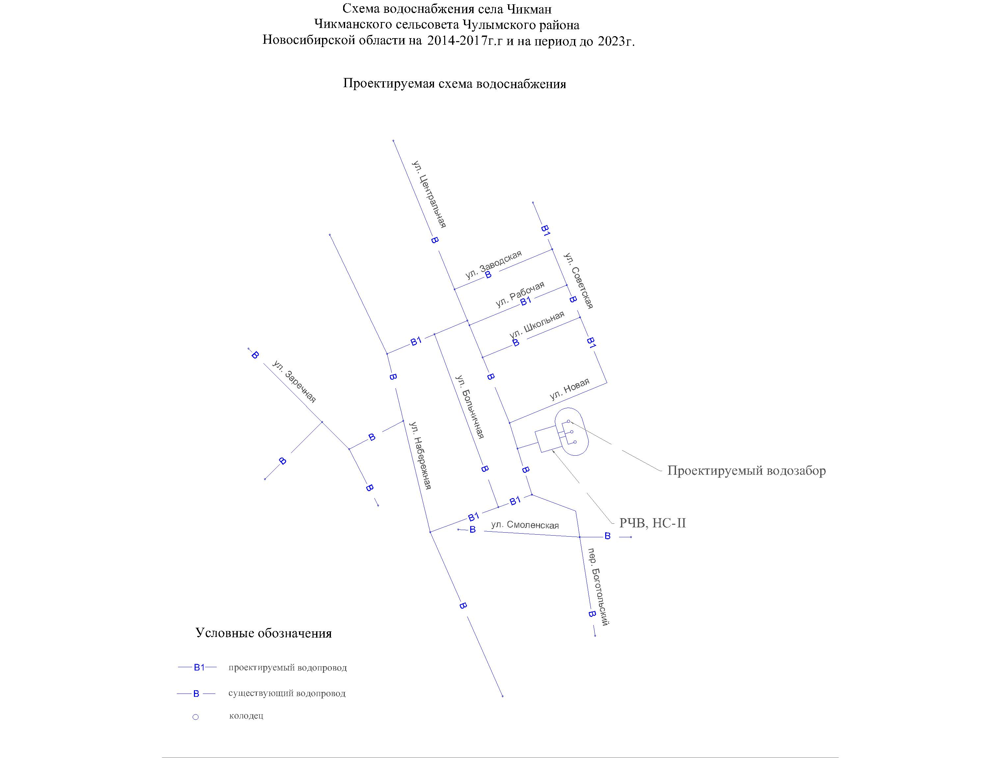 Схема водоснабжения села Чикман
Чикманского сельсовета Чулымского района
Новосибирской области на 2014-2017г.г и на период до 2023г.
Проектируемая схема водоснабжения
ул. Центральная
В
В1
ул. Заводская
В
ул. Советская
ул. Рабочая
В1
В
ул. Школьная
В
В1
В1
В
ул. Заречная
В
ул. Больничная
В
ул. Новая
В
ул. Набережная
В
В
В
В
Проектируемый водозабор
В1
В1
РЧВ, НС-II
ул. Смоленская
В
В
пер. Боготольский
В
В
Условные обозначения
В1
проектируемый водопровод
В
существующий водопровод
колодец